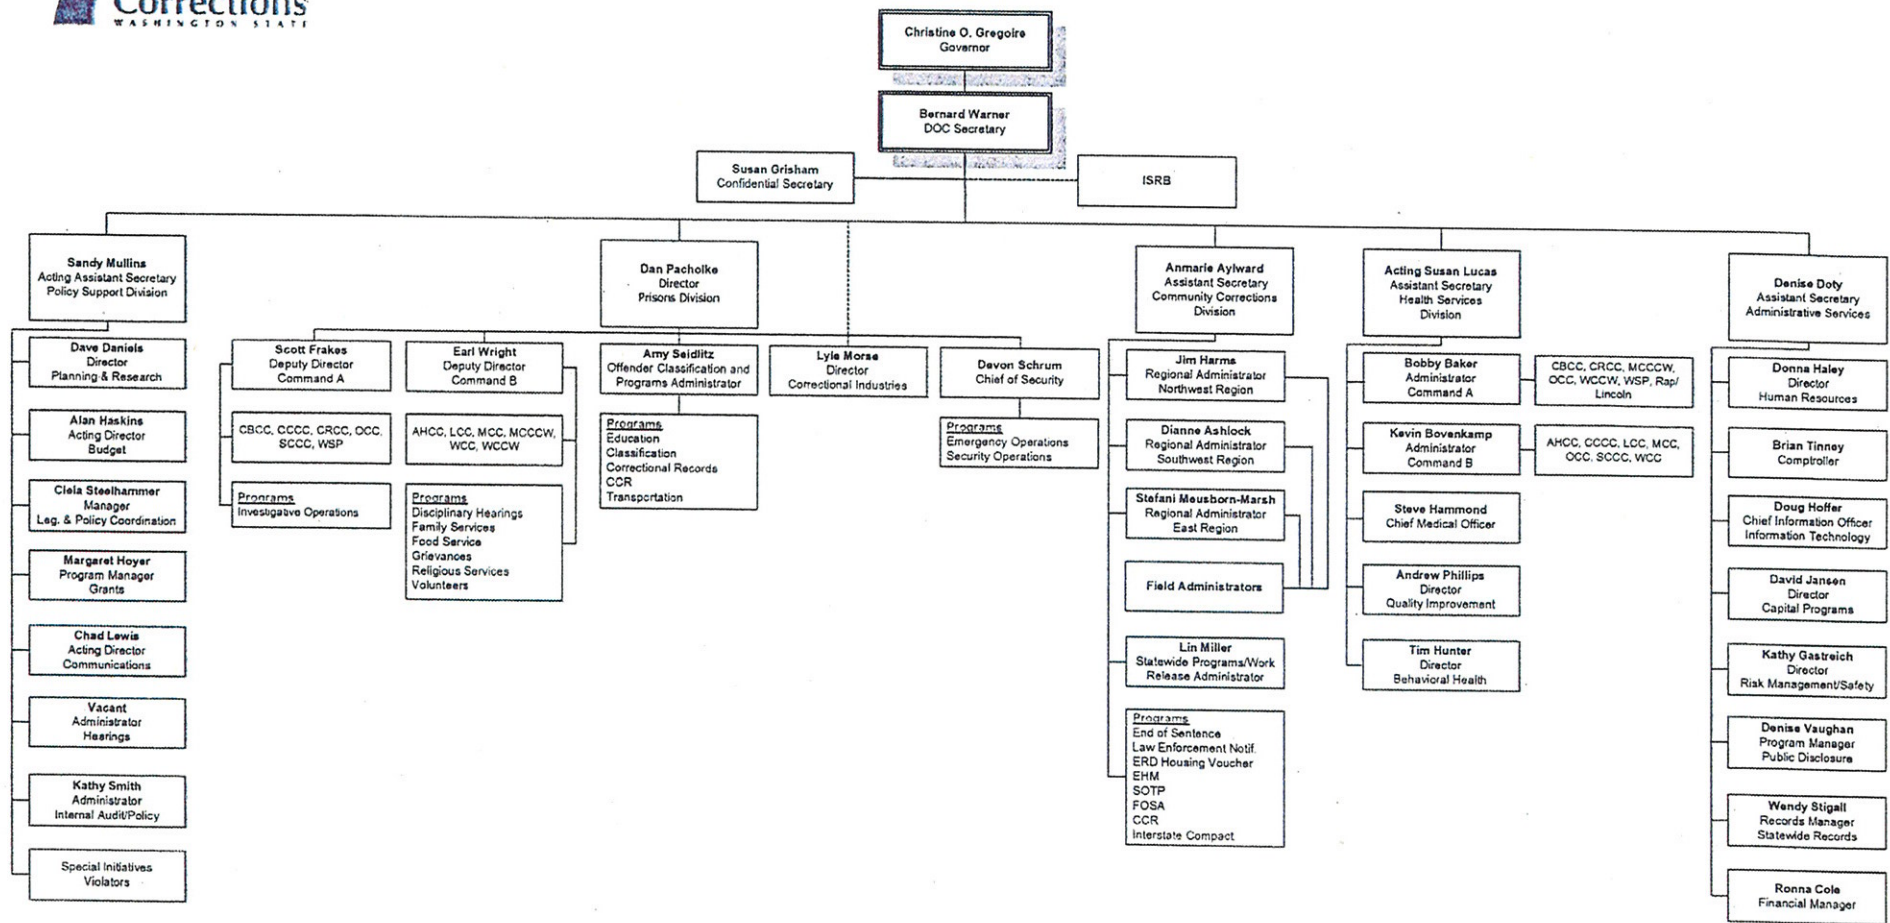 Corrections
WASHINGTON STATE
Christine O. Gregoire
Governor
Bernard Warner
DOC Secretary
Susan Grisham
Confidential Secretary
ISRB
Sandy Mullins
Acting Assistant Secretary
Policy Support Division
Dave Daniels
Director
Planning & Research
Alan Haskins
Acting Director
Budget
Ciela Steelhammer
Manager
Leg. & Policy Coordination
Margaret Hoyer
Program Manager
Grants
Chad Lewis
Acting Director
Communications
Vacant
Administrator
Hearings
Kathy Smith
Administrator
Internal Audit/Policy
Special Initiatives
Violators
Dan Pacholke
Director
Prisons Division
Scott Frakes
Deputy Director
Command A
CBCC, CCCC, CRCC, OCC,
SCCC, WSP
Programs
Investigative Operations
Earl Wright
Deputy Director
Command B
AHCC, LCC, MCC, MCCCW,
WCC, WCCW
Programs
Disciplinary Hearings
Family Services
Food Service
Grievances
Religious Services
Volunteers
Amy Seidlitz
Offender Classification and
Programs Administrator
Programs
Education
Classification
Correctional Records
CCR
Transportation
Lyle Morse
Director
Correctional Industries
Devon Schrum
Chief of Security
Programs
Emergency Operations
Security Operations
Anmarie Aylward
Assistant Secretary
Community Corrections
Division
Jim Harms
Regional Administrator
Northwest Region
Dianne Ashlock
Regional Administrator
Southwest Region
Stefani Meusborn-Marsh
Regional Administrator
East Region
Field Administrators
Lin Miller
Statewide Programs/Work
Release Administrator
Programs
End of Sentence
Law Enforcement Notif.
ERD Housing Voucher
EHM
SOTP
FOSA
CCR
Interstate Compact
Acting Susan Lucas
Assistant Secretary
Health Services
Division
Bobby Baker
Administrator
Command A
CBCC, CRCC, MCCCW,
OCC, WCCW, WSP, Rap/
Lincoln
Kevin Bovenkamp
Administrator
Command B
AHCC, CCCC, LCC, MCC,
OCC, SCCC, WCC
Steve Hammond
Chief Medical Officer
Andrew Phillips
Director
Quality Improvement
Tim Hunter
Director
Behavioral Health
Denise Doty
Assistant Secretary
Administrative Services
Donna Haley
Director
Human Resources
Brian Tinney
Comptroller
Doug Hoffer
Chief Information Officer
Information Technology
David Jansen
Director
Capital Programs
Kathy Gastreich
Director
Risk Management/Safety
Denise Vaughan
Program Manager
Public Disclosure
Wendy Stigall
Records Manager
Statewide Records
Ronna Cole
Financial Manager